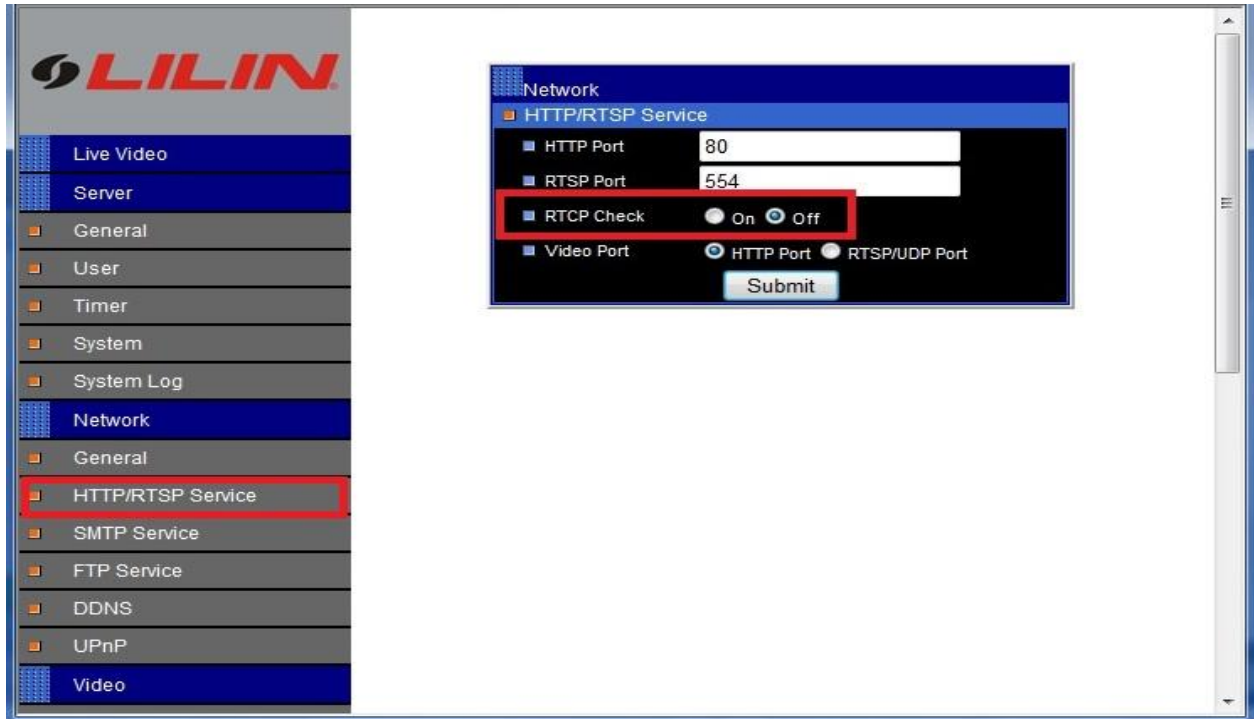 LILIN
Live Video
Server
General
User
Timer
System
System Log
Network
General
HTTP/RTSP Service
SMTP Service
FTP Service
DDNS
UPnP
Video
Network
HTTP/RTSP Service
HTTP Port 80
RTSP Port 554
RTCP Check On Off
Video Port HTTP Port RTSP/UDP Port
Submit